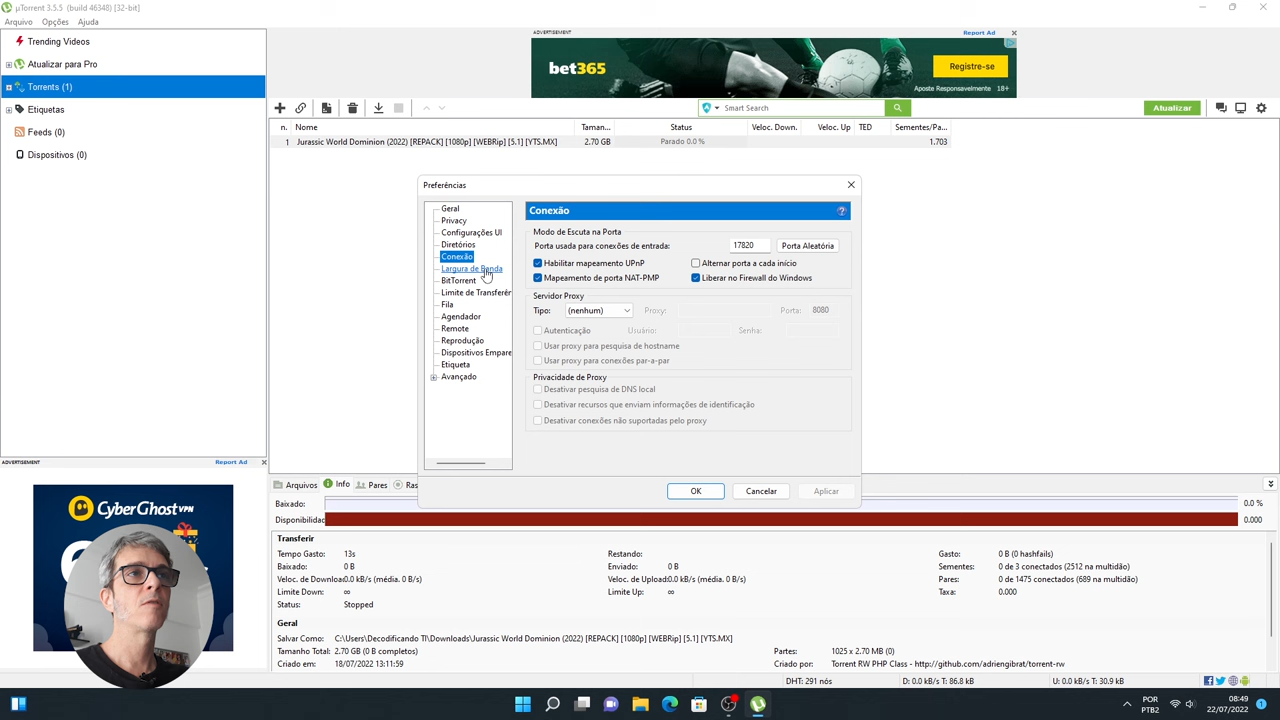 µTorrent 3.5.5 (build 46348) [32-bit]
Arquivo Opções Ajuda
Trending Videos
Atualizar para Pro
Torrents (1)
Etiquetas
Feeds (0)
Dispositivos (0)
ADVERTISEMENT
Report Ad
bet365
Registre-se
Aposte Responsavelmente 18+
Smart Search
Atualizar
n. Nome Taman... Status Veloc. Down. Veloc. Up TED Sementes/Pa...
1 Jurassic World Dominion (2022) [REPACK] [1080p] [WEBRip] [5.1] [YTS.MX] 2.70 GB Parado 0.0 % 1.703
Preferências
Geral
Privacy
Configurações UI
Diretórios
Conexão
Largura de Banda
BitTorrent
Limite de Transferên
Fila
Agendador
Remote
Reprodução
Dispositivos Empare
Etiqueta
Avançado
Conexão
Modo de Escuta na Porta
Porta usada para conexões de entrada: 17820 Porta Aleatória
Habilitar mapeamento UPnP Alternar porta a cada início
Mapeamento de porta NAT-PMP Liberar no Firewall do Windows
Servidor Proxy
Tipo: (nenhum) Proxy: Porta: 8080
Autenticação Usuário: Senha:
Usar proxy para pesquisa de hostname
Usar proxy para conexões par-a-par
Privacidade de Proxy
Desativar pesquisa de DNS local
Desativar recursos que enviam informações de identificação
Desativar conexões não suportadas pelo proxy
OK Cancelar Aplicar
ADVERTISEMENT
Report Ad
CyberGhost VPN
Arquivos Info Pares Ras
Baixado: 0.0 %
Disponibilidac 0.000
Transferir
Tempo Gasto: 13s Restando: Gasto: 0 B (0 hashfails)
Baixado: 0 B Enviado: 0 B Sementes: 0 de 3 conectados (2512 na multidão)
Veloc. de Download: 0.0 kB/s (média. 0 B/s) Veloc. de Upload: 0.0 kB/s (média. 0 B/s) Pares: 0 de 1475 conectados (689 na multidão)
Limite Down: ∞ Limite Up: ∞ Taxa: 0.000
Status: Stopped
Geral
Salvar Como: C:\Users\Decodificando TI\Downloads\Jurassic World Dominion (2022) [REPACK] [1080p] [WEBRip] [5.1] [YTS.MX]
Tamanho Total: 2.70 GB (0 B completos) Partes: 1025 x 2.70 MB (0)
Criado em: 18/07/2022 13:11:59 Criado por: Torrent RW PHP Class - http://github.com/adriengibrat/torrent-rw
DHT: 291 nós D: 0.0 kB/s T: 86.8 kB U: 0.0 kB/s T: 30.9 kB
POR
PTB2
08:49
22/07/2022
1